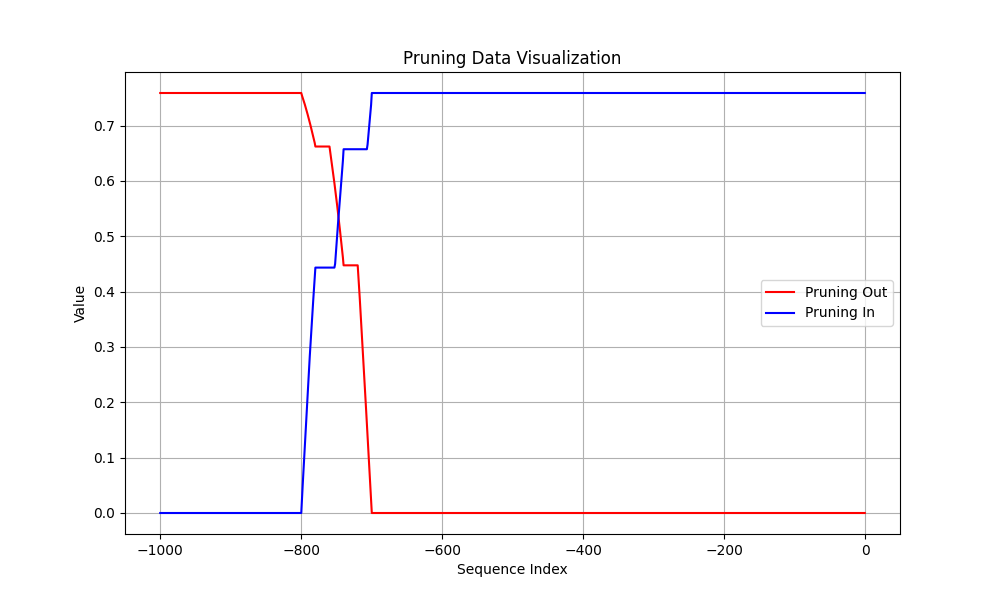 Pruning Data Visualization
Value
0.7
0.6
0.5
0.4
0.3
0.2
0.1
0.0
Pruning Out
Pruning In
−1000 −800 −600 −400 −200 0
Sequence Index